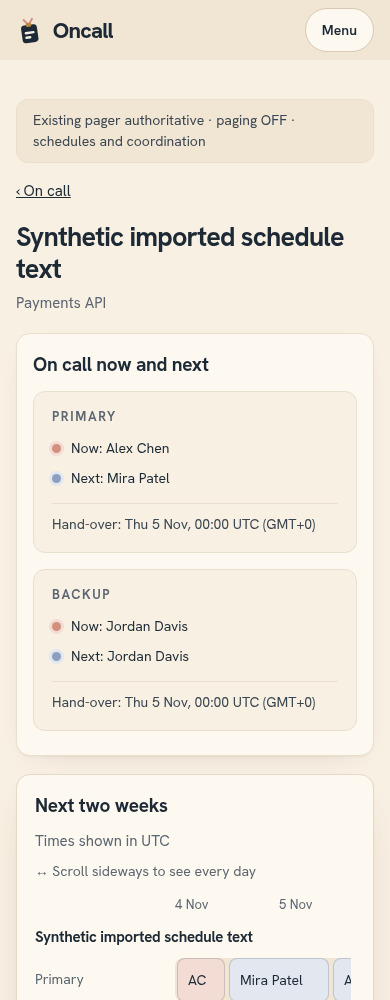 Oncall
Menu
Existing pager authoritative · paging OFF ·
schedules and coordination
‹ On call
Synthetic imported schedule
text
Payments API
On call now and next
PRIMARY
Now: Alex Chen
Next: Mira Patel
Hand-over: Thu 5 Nov, 00:00 UTC (GMT+0)
BACKUP
Now: Jordan Davis
Next: Jordan Davis
Hand-over: Thu 5 Nov, 00:00 UTC (GMT+0)
Next two weeks
Times shown in UTC
↔ Scroll sideways to see every day
4 Nov 5 Nov
Synthetic imported schedule text
Primary AC Mira Patel A